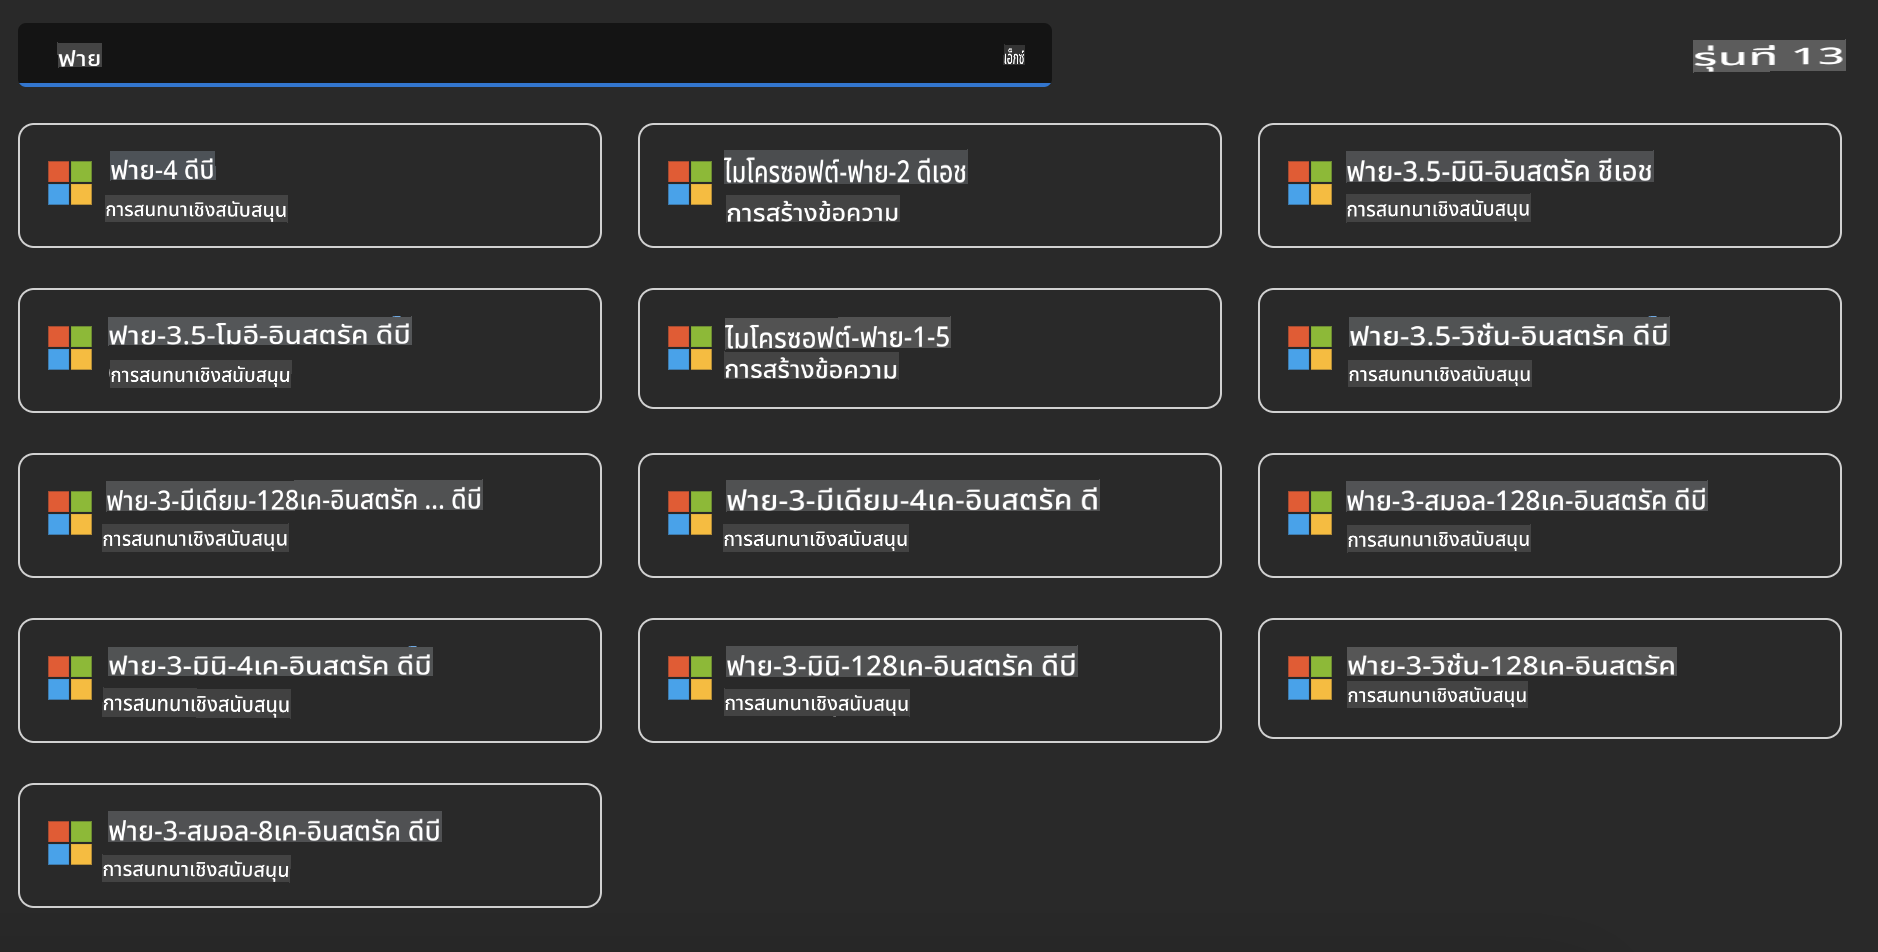 ฟาย
เอ็กซ์
รุ่นที่ 13
ฟาย-4 ดีบี
การสนทนาเชิงสนับสนุน
ไมโครซอฟต์-ฟาย-2 ดีเอช
การสร้างข้อความ
ฟาย-3.5-มินิ-อินสตรัค ชีเอช
การสนทนาเชิงสนับสนุน
ฟาย-3.5-โมอี-อินสตรัค ดีบี
การสนทนาเชิงสนับสนุน
ไมโครซอฟต์-ฟาย-1-5
การสร้างข้อความ
ฟาย-3.5-วิชั่น-อินสตรัค ดีบี
การสนทนาเชิงสนับสนุน
ฟาย-3-มีเดียม-128เค-อินสตรัค ... ดีบี
การสนทนาเชิงสนับสนุน
ฟาย-3-มีเดียม-4เค-อินสตรัค ดี
การสนทนาเชิงสนับสนุน
ฟาย-3-สมอล-128เค-อินสตรัค ดีบี
การสนทนาเชิงสนับสนุน
ฟาย-3-มินิ-4เค-อินสตรัค ดีบี
การสนทนาเชิงสนับสนุน
ฟาย-3-มินิ-128เค-อินสตรัค ดีบี
การสนทนาเชิงสนับสนุน
ฟาย-3-วิชั่น-128เค-อินสตรัค
การสนทนาเชิงสนับสนุน
ฟาย-3-สมอล-8เค-อินสตรัค ดีบี
การสนทนาเชิงสนับสนุน